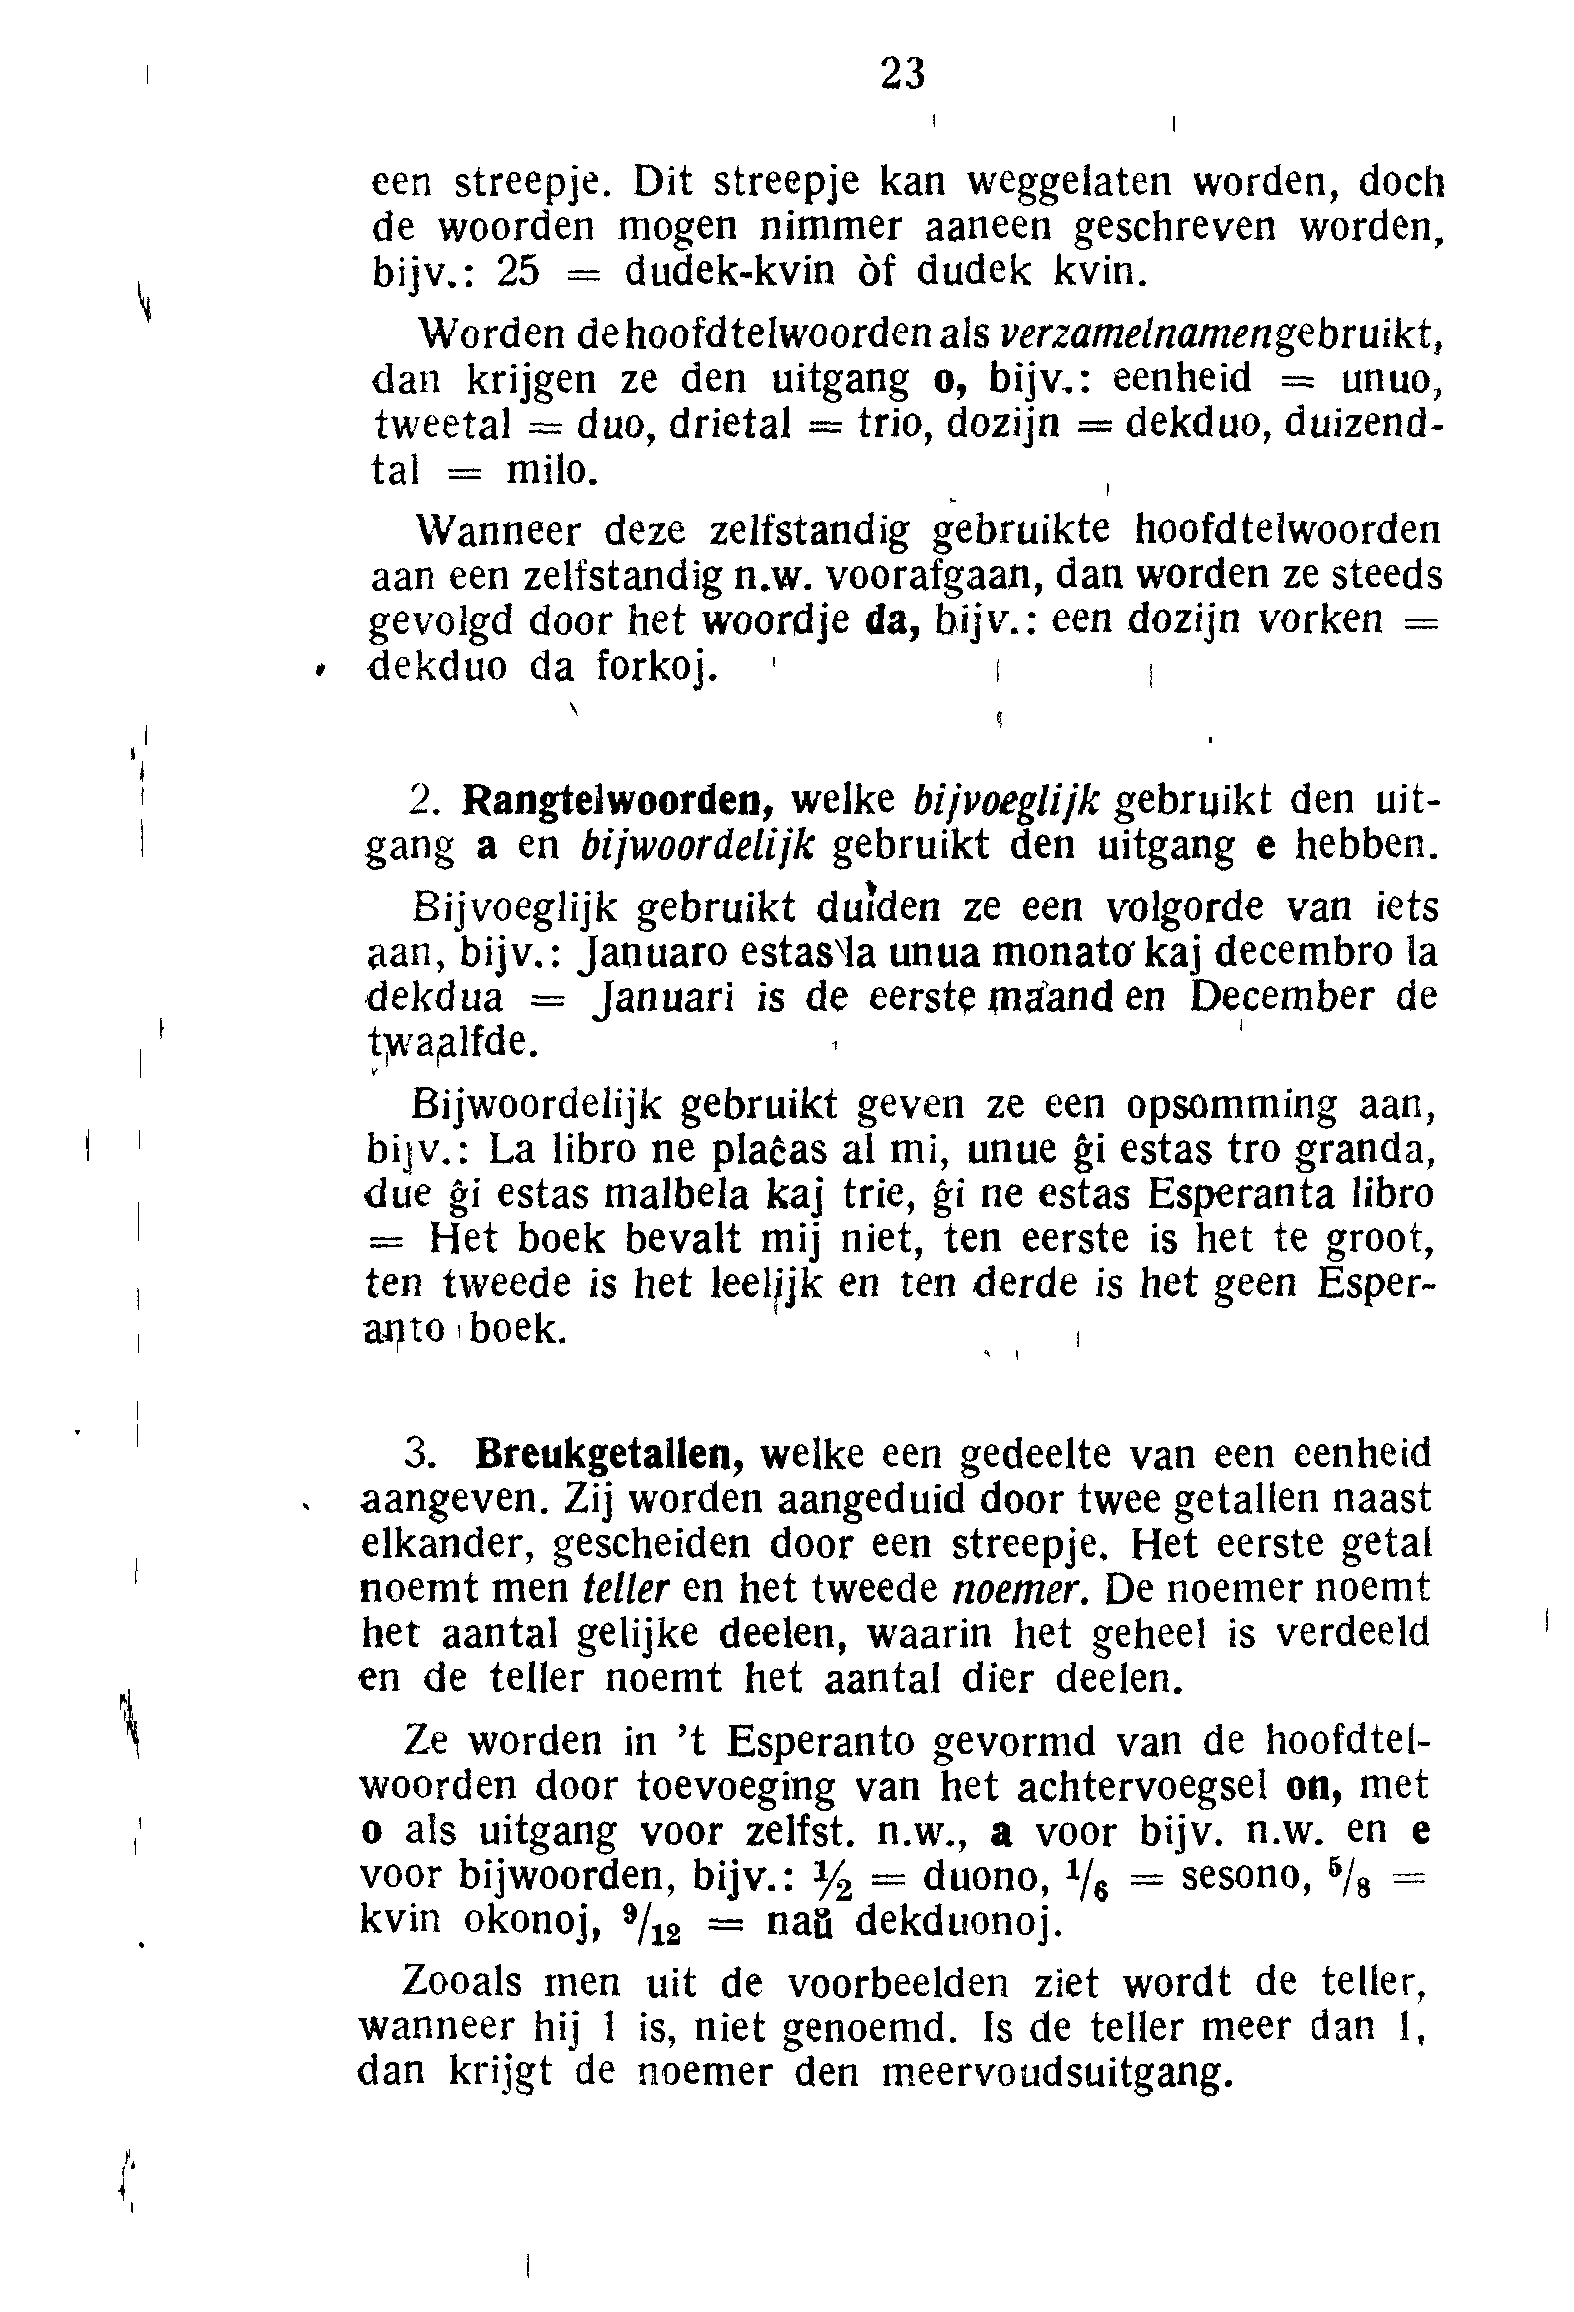 23
een streepje. Dit streepje kan weggelaten worden, doch
de woorden mogen nimmer aaneen geschreven worden,
bijv.: 25 = dudek-kvin òf dudek kvin.
Worden de hoofdtelwoorden als verzamelnamen gebruikt,
dan krijgen ze den uitgang o, bijv.: eenheid = unuo,
tweetal = duo, drietal = trio, dozijn = dekduo, duizend-
tal = milo.
Wanneer deze zelfstandig gebruikte hoofdtelwoorden
aan een zelfstandig n.w. voorafgaan, dan worden ze steeds
gevolgd door het woordje da, bijv.: een dozijn vorken =
dekduo da forkoj.
2. Rangtelwoorden, welke bijvoeglijk gebruikt den uit-
gang a en bijwoordelijk gebruikt den uitgang e hebben.
Bijvoeglijk gebruikt duiden ze een volgorde van iets
aan, bijv.: Januaro estas la unua monato kaj decembro la
dekdua = Januari is de eerste maand en December de
twaalfde.
Bijwoordelijk gebruikt geven ze een opsomming aan,
bijv.: La libro ne plaĉas al mi, unue ĝi estas tro granda,
due ĝi estas malbela kaj trie, ĝi ne estas Esperanta libro
= Het boek bevalt mij niet, ten eerste is het te groot,
ten tweede is het leelijk en ten derde is het geen Esper-
anto boek.
3. Breukgetallen, welke een gedeelte van een eenheid
aangeven. Zij worden aangeduid door twee getallen naast
elkander, gescheiden door een streepje. Het eerste getal
noemt men teller en het tweede noemer. De noemer noemt
het aantal gelijke deelen, waarin het geheel is verdeeld
en de teller noemt het aantal dier deelen.
Ze worden in 't Esperanto gevormd van de hoofdtel-
woorden door toevoeging van het achtervoegsel on, met
o als uitgang voor zelfst. n.w., a voor bijv. n.w. en e
voor bijwoorden, bijv.: ½ = duono, 1/6 = sesono, 5/8 =
kvin okonoj, 9/12 = naŭ dekduonoj.
Zooals men uit de voorbeelden ziet wordt de teller,
wanneer hij 1 is, niet genoemd. Is de teller meer dan 1,
dan krijgt de noemer den meervoudsuitgang.